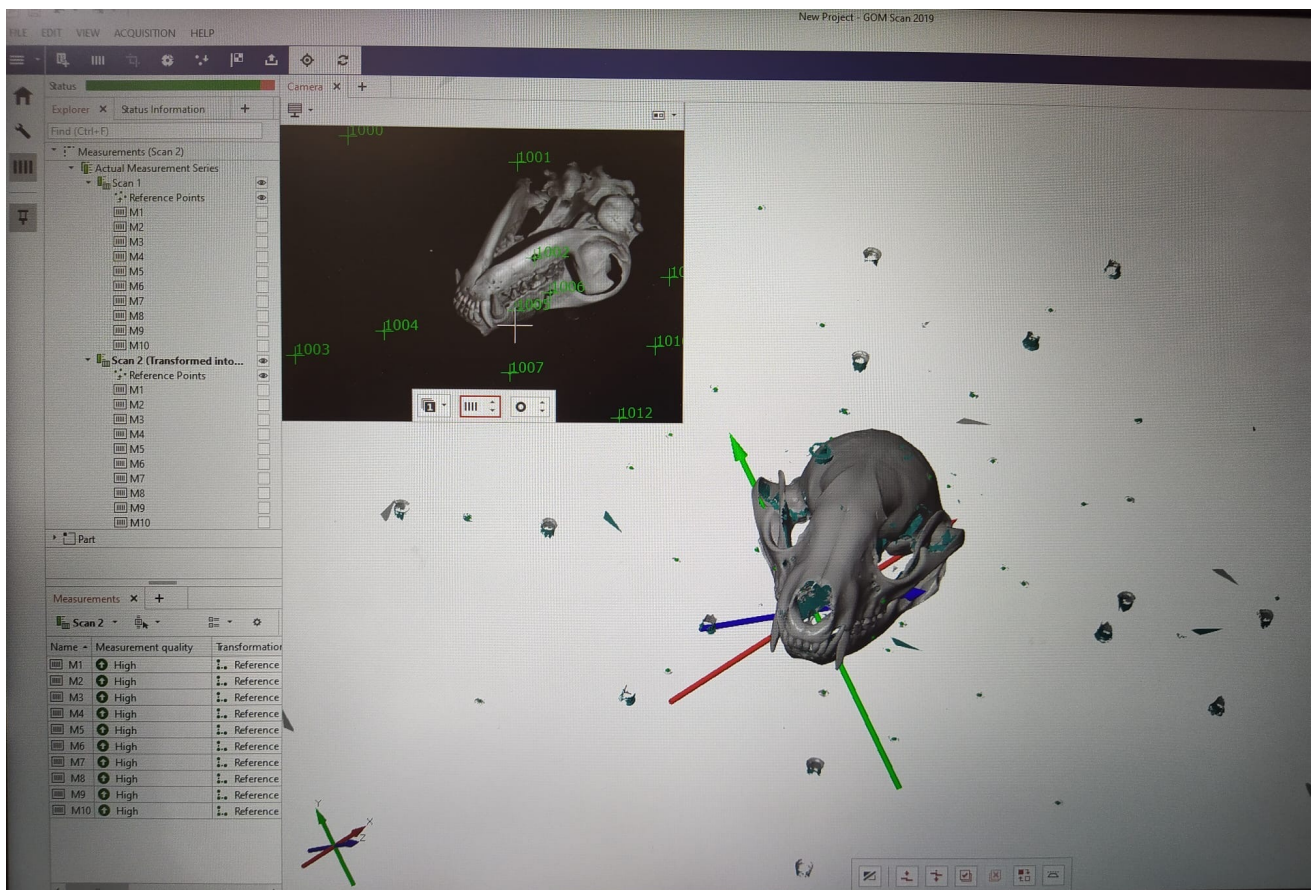 New Project - GOM Scan 2019
FILE EDIT VIEW ACQUISITION HELP
Status
Explorer
Status Information
Find (Ctrl+F)
Measurements (Scan 2)
Actual Measurement Series
Scan 1
Reference Points
M1
M2
M3
M4
M5
M6
M7
M8
M9
M10
Scan 2 (Transformed into...
Reference Points
M1
M2
M3
M4
M5
M6
M7
M8
M9
M10
Part
Measurements
Scan 2
Name Measurement quality Transformation
M1 High Reference
M2 High Reference
M3 High Reference
M4 High Reference
M5 High Reference
M6 High Reference
M7 High Reference
M8 High Reference
M9 High Reference
M10 High Reference
Camera
1000
1001
1002
1006
1004
1003
1007
1012
1
Y
X
Z